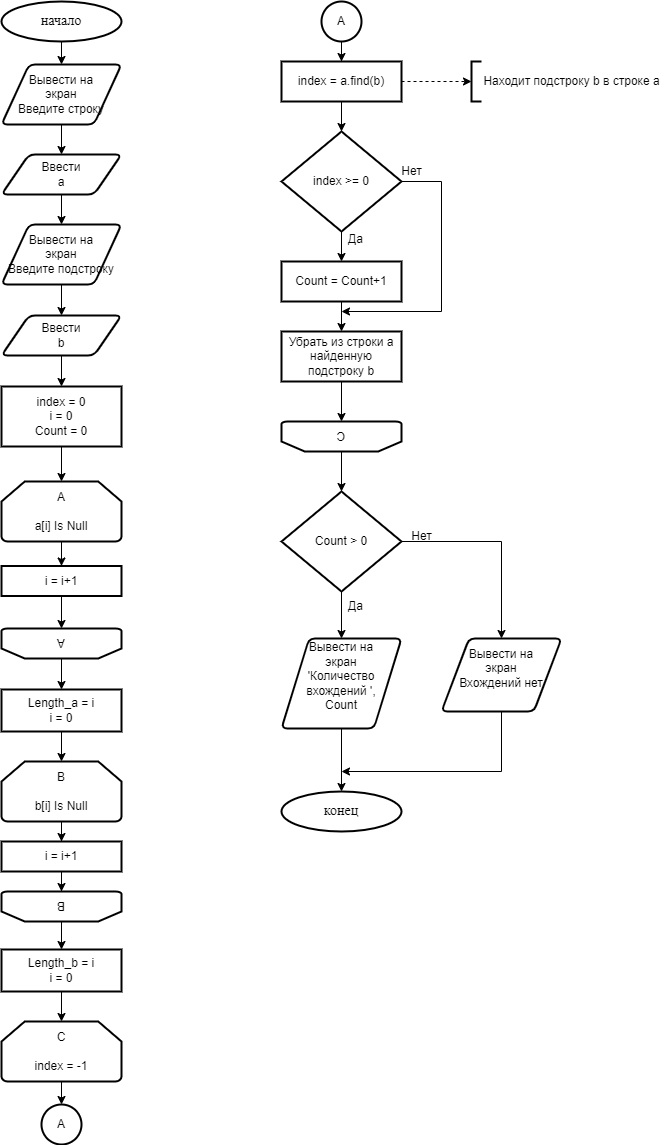 начало
Вывести на
экран
Введите строку
Ввести
a
Вывести на
экран
Введите подстроку
Ввести
b
index = 0
i = 0
Count = 0
A
a[i] Is Null
i = i+1
A
Length_a = i
i = 0
B
b[i] Is Null
i = i+1
B
Length_b = i
i = 0
C
index = -1
A
A
index = a.find(b)
Находит подстроку b в строке a
index >= 0
Нет
Да
Count = Count+1
Убрать из строки a
найденную
подстроку b
C
Count > 0
Нет
Да
Вывести на
экран
'Количество
вхождений ',
Count
Вывести на
экран
Вхождений нет
конец